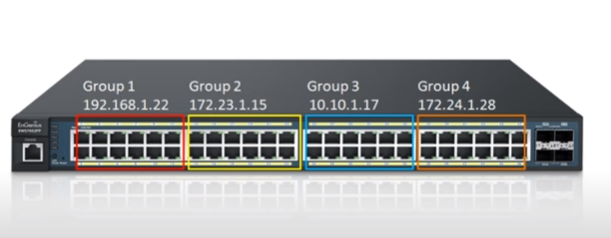 Group 1
192.168.1.22
Group 2
172.23.1.15
Group 3
10.10.1.17
Group 4
172.24.1.28
EnGenius